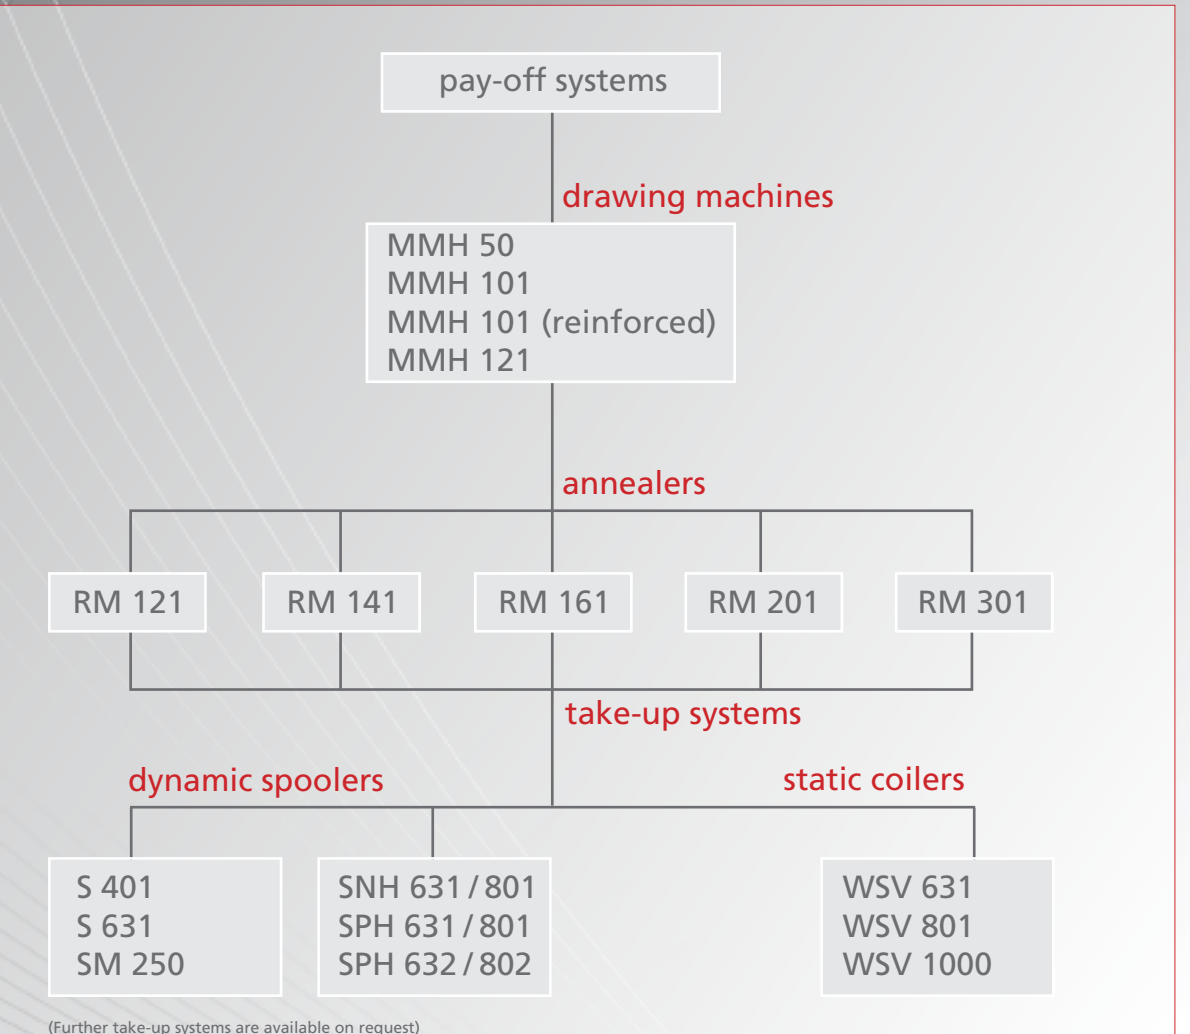 pay-off systems
drawing machines
MMH 50
MMH 101
MMH 101 (reinforced)
MMH 121
annealers
RM 121
RM 141
RM 161
RM 201
RM 301
take-up systems
dynamic spoolers
static coilers
S 401
S 631
SM 250
SNH 631 / 801
SPH 631 / 801
SPH 632 / 802
WSV 631
WSV 801
WSV 1000
(Further take-up systems are available on request)